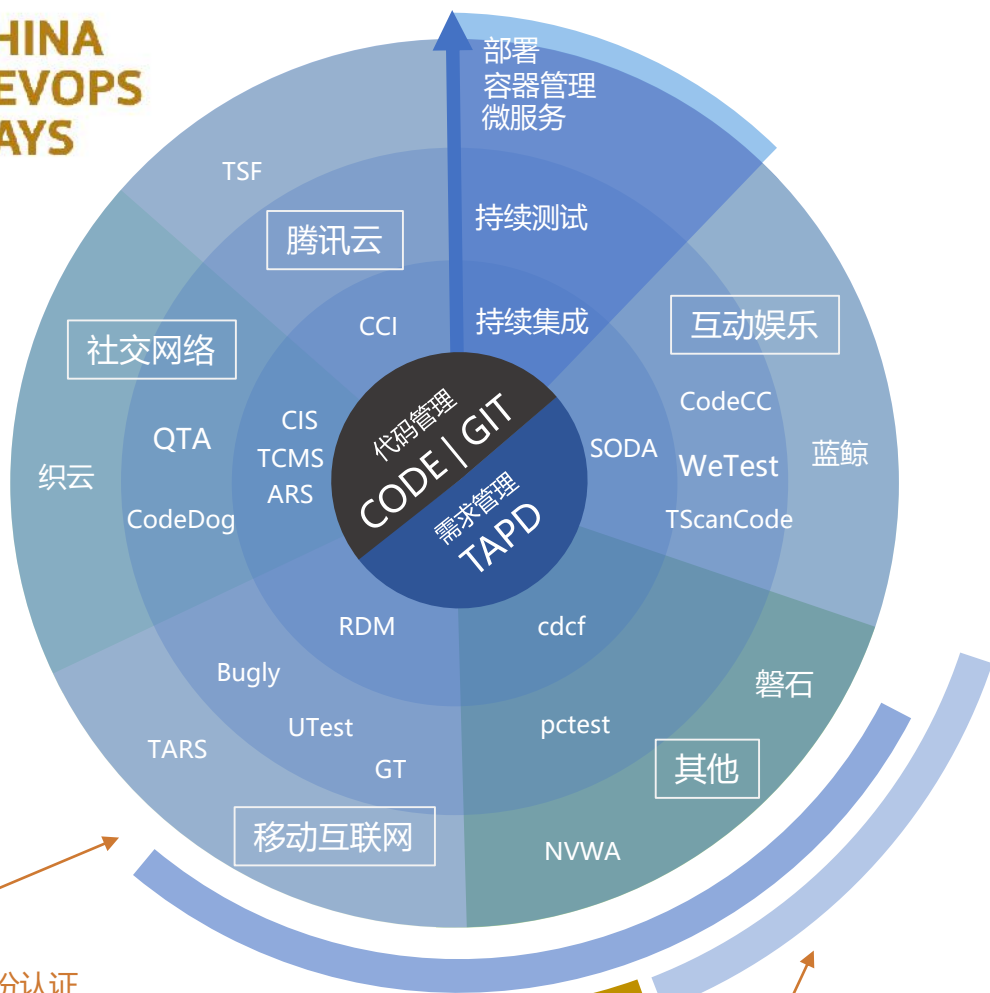 HINA
EVOPS
AYS
部署
容器管理
微服务
TSF
持续测试
腾讯云
持续集成
CCI
互动娱乐
社交网络
CodeCC
CIS
QTA
TCMS
ARS
代码管理
CODE | GIT
SODA
WeTest
蓝鲸
织云
CodeDog
TScanCode
需求管理
TAPD
RDM
cdcf
Bugly
磐石
UTest
pctest
TARS
GT
其他
移动互联网
NVWA
份认证